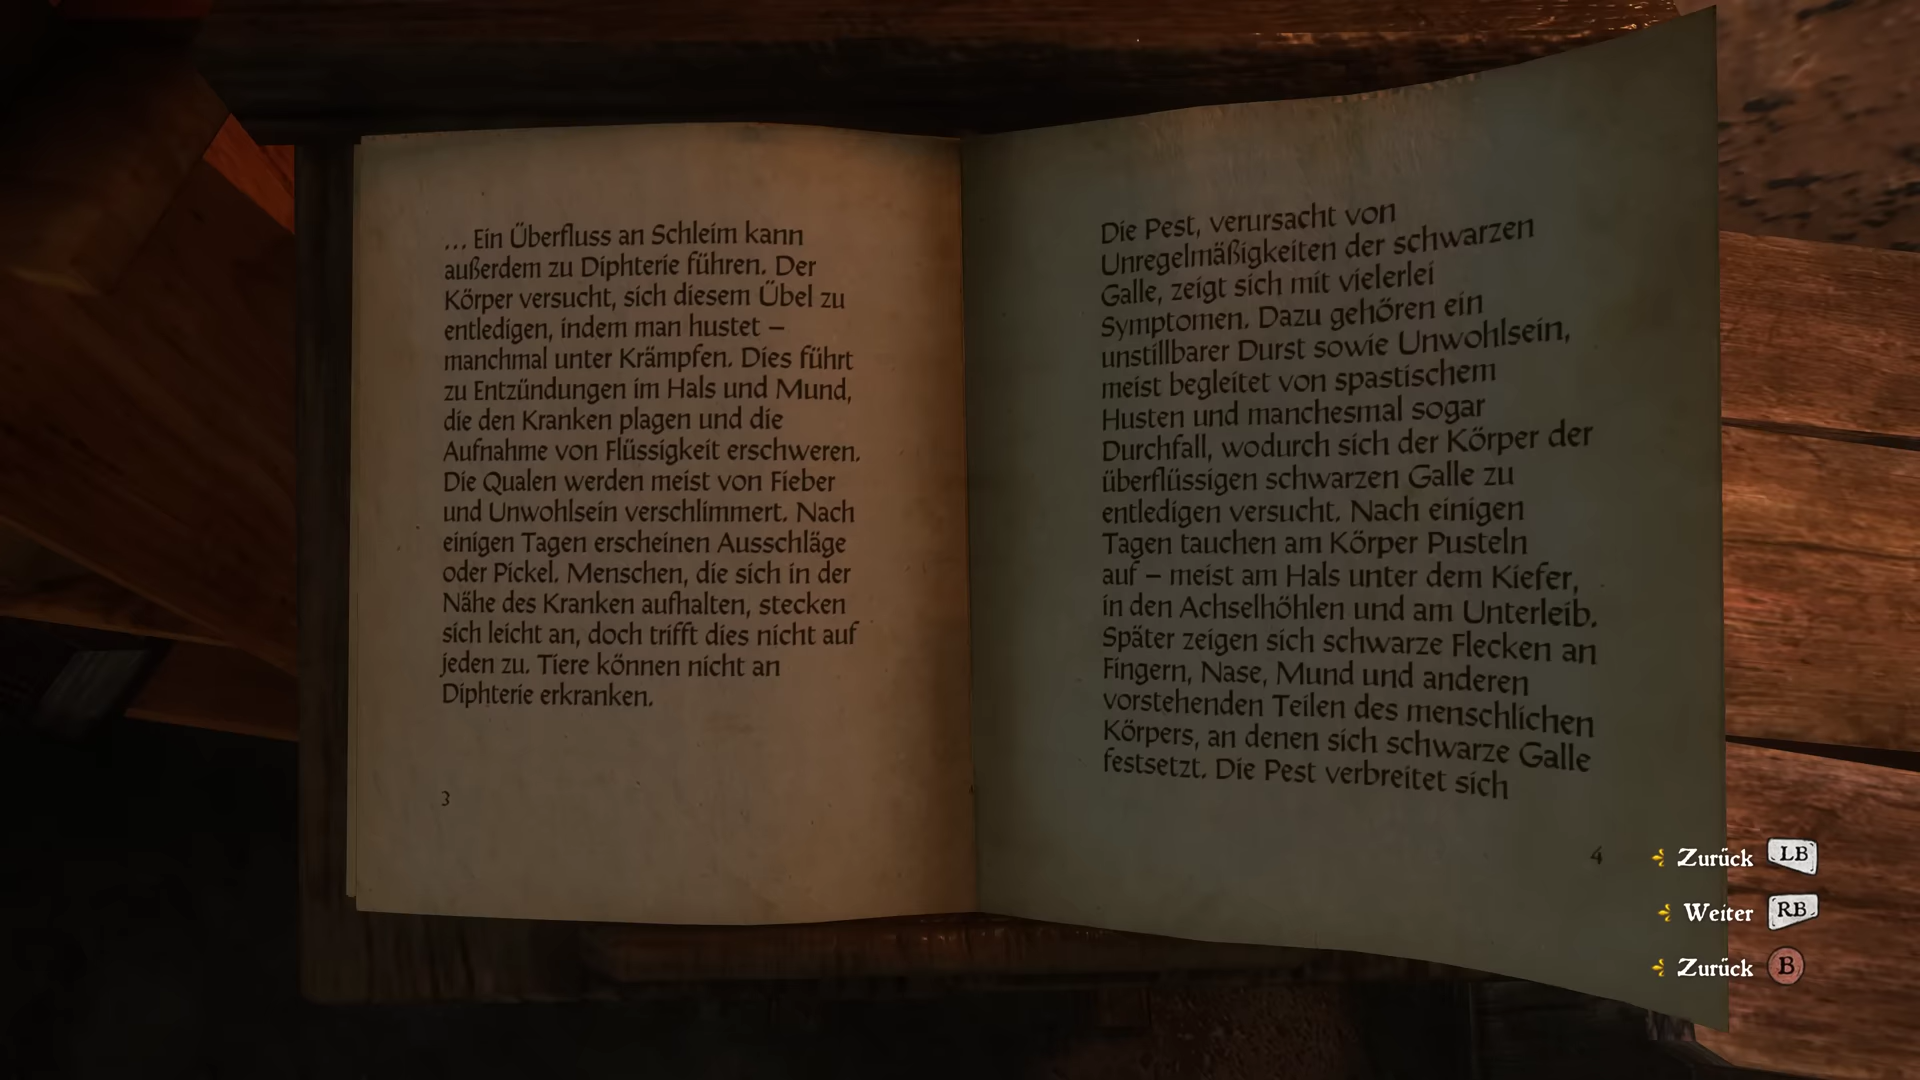 ... Ein Überfluss an Schleim kann
außerdem zu Diphterie führen. Der
Körper versucht, sich diesem Übel zu
entledigen, indem man hustet –
manchmal unter Krämpfen. Dies führt
zu Entzündungen im Hals und Mund,
die den Kranken plagen und die
Aufnahme von Flüssigkeit erschweren.
Die Qualen werden meist von Fieber
und Unwohlsein verschlimmert. Nach
einigen Tagen erscheinen Ausschläge
oder Pickel. Menschen, die sich in der
Nähe des Kranken aufhalten, stecken
sich leicht an, doch trifft dies nicht auf
jeden zu. Tiere können nicht an
Diphterie erkranken.
3
Die Pest, verursacht von
Unregelmäßigkeiten der schwarzen
Galle, zeigt sich mit vielerlei
Symptomen. Dazu gehören ein
unstillbarer Durst sowie Unwohlsein,
meist begleitet von spastischem
Husten und manchesmal sogar
Durchfall, wodurch sich der Körper der
überflüssigen schwarzen Galle zu
entledigen versucht. Nach einigen
Tagen tauchen am Körper Pusteln
auf – meist am Hals unter dem Kiefer,
in den Achselhöhlen und am Unterleib.
Später zeigen sich schwarze Flecken an
Fingern, Nase, Mund und anderen
vorstehenden Teilen des menschlichen
Körpers, an denen sich schwarze Galle
festsetzt. Die Pest verbreitet sich
4
Zurück LB
Weiter RB
Zurück B